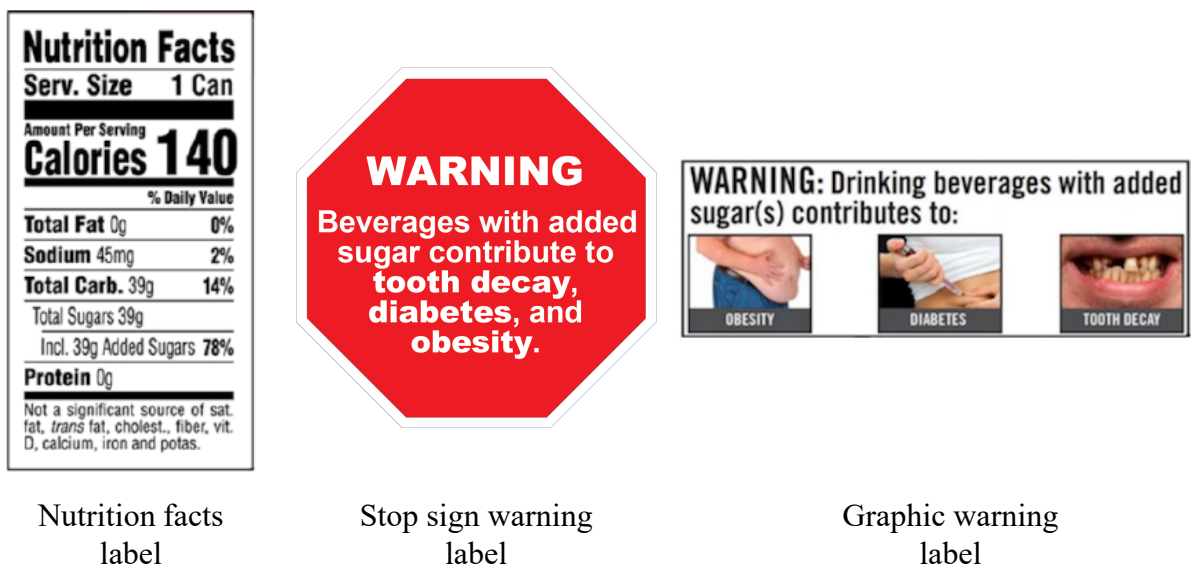 Nutrition Facts
Serv. Size 1 Can
Amount Per Serving
Calories 140
% Daily Value
Total Fat 0g 0%
Sodium 45mg 2%
Total Carb. 39g 14%
Total Sugars 39g
Incl. 39g Added Sugars 78%
Protein 0g
Not a significant source of sat.
fat, trans fat, cholest., fiber, vit.
D, calcium, iron and potas.
WARNING
Beverages with added
sugar contribute to
tooth decay,
diabetes, and
obesity.
WARNING: Drinking beverages with added
sugar(s) contributes to:
OBESITY
DIABETES
TOOTH DECAY
Nutrition facts
label
Stop sign warning
label
Graphic warning
label